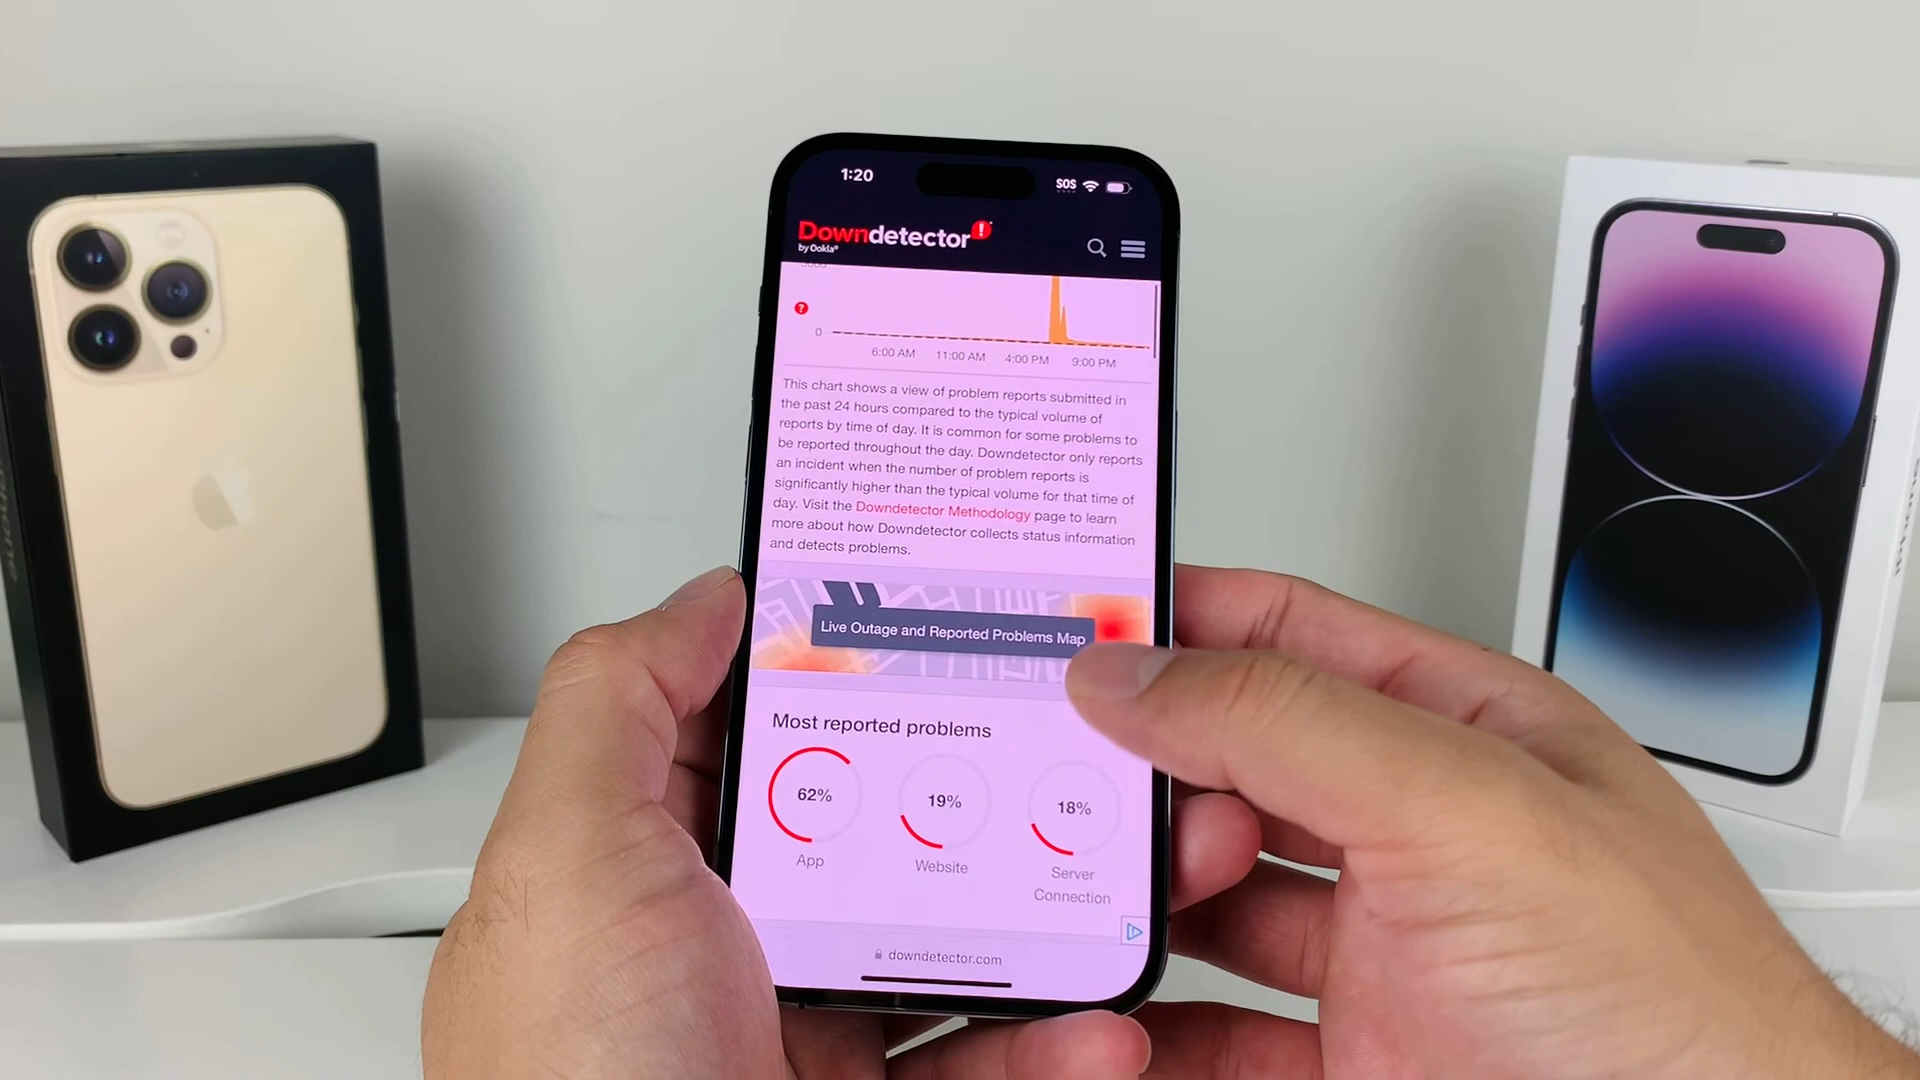 1:20
SOS
Downdetector
by Ookla®
0
6:00 AM 11:00 AM 4:00 PM 9:00 PM
This chart shows a view of problem reports submitted in
the past 24 hours compared to the typical volume of
reports by time of day. It is common for some problems to
be reported throughout the day. Downdetector only reports
an incident when the number of problem reports is
significantly higher than the typical volume for that time of
day. Visit the Downdetector Methodology page to learn
more about how Downdetector collects status information
and detects problems.
Live Outage and Reported Problems Map
Most reported problems
62% 19% 18%
App Website Server
Connection
downdetector.com